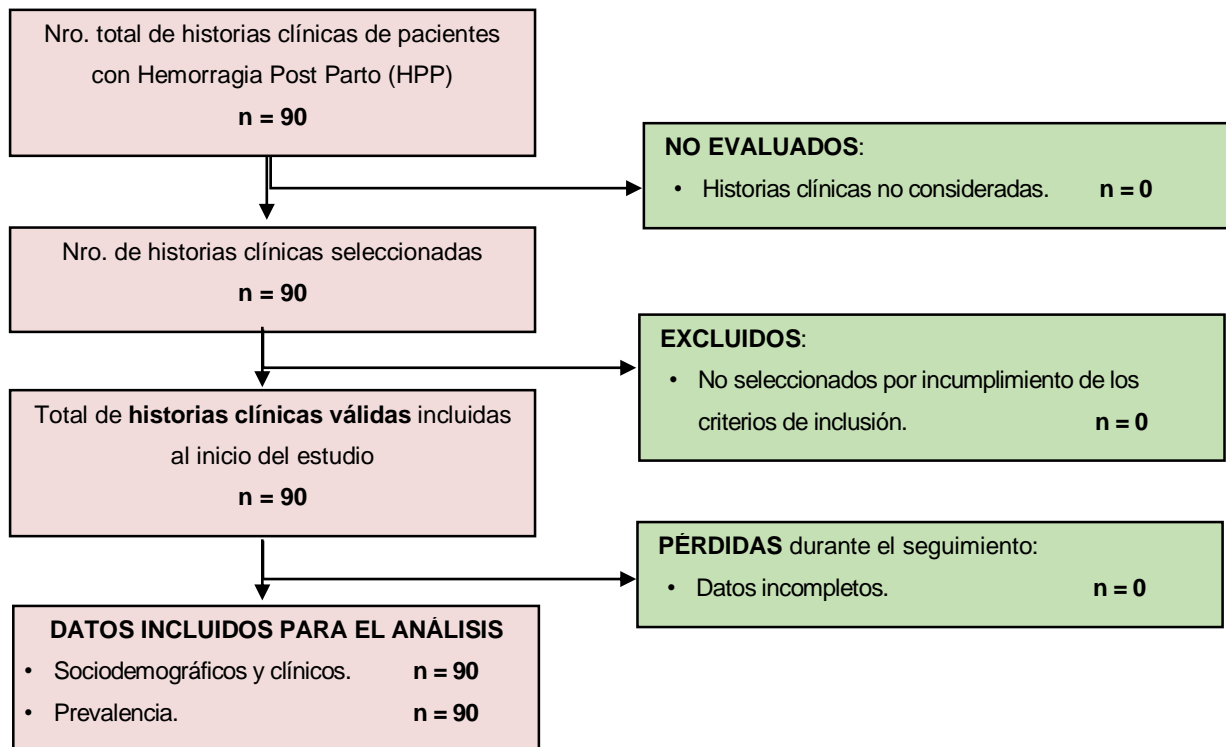 Nro. total de historias clínicas de pacientes
con Hemorragia Post Parto (HPP)
n = 90
NO EVALUADOS:
• Historias clínicas no consideradas. n = 0
Nro. de historias clínicas seleccionadas
n = 90
EXCLUIDOS:
• No seleccionados por incumplimiento de los
criterios de inclusión. n = 0
Total de historias clínicas válidas incluidas
al inicio del estudio
n = 90
PÉRDIDAS durante el seguimiento:
• Datos incompletos. n = 0
DATOS INCLUIDOS PARA EL ANÁLISIS
• Sociodemográficos y clínicos. n = 90
• Prevalencia. n = 90